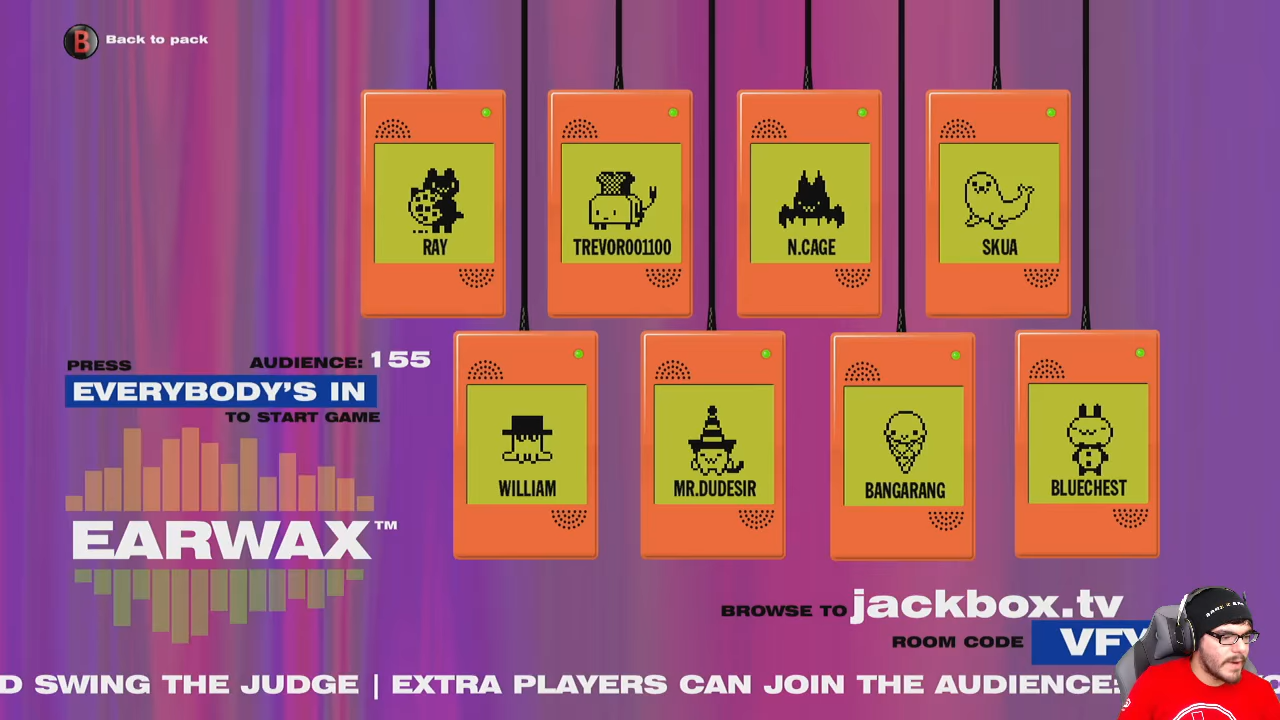 B Back to pack
RAY
TREVOR001100
N.CAGE
SKUA
PRESS
AUDIENCE: 155
EVERYBODY'S IN
TO START GAME
WILLIAM
MR.DUDESIR
BANGARANG
BLUECHEST
EARWAX™
BROWSE TO jackbox.tv
ROOM CODE VFY
D SWING THE JUDGE | EXTRA PLAYERS CAN JOIN THE AUDIENCE: